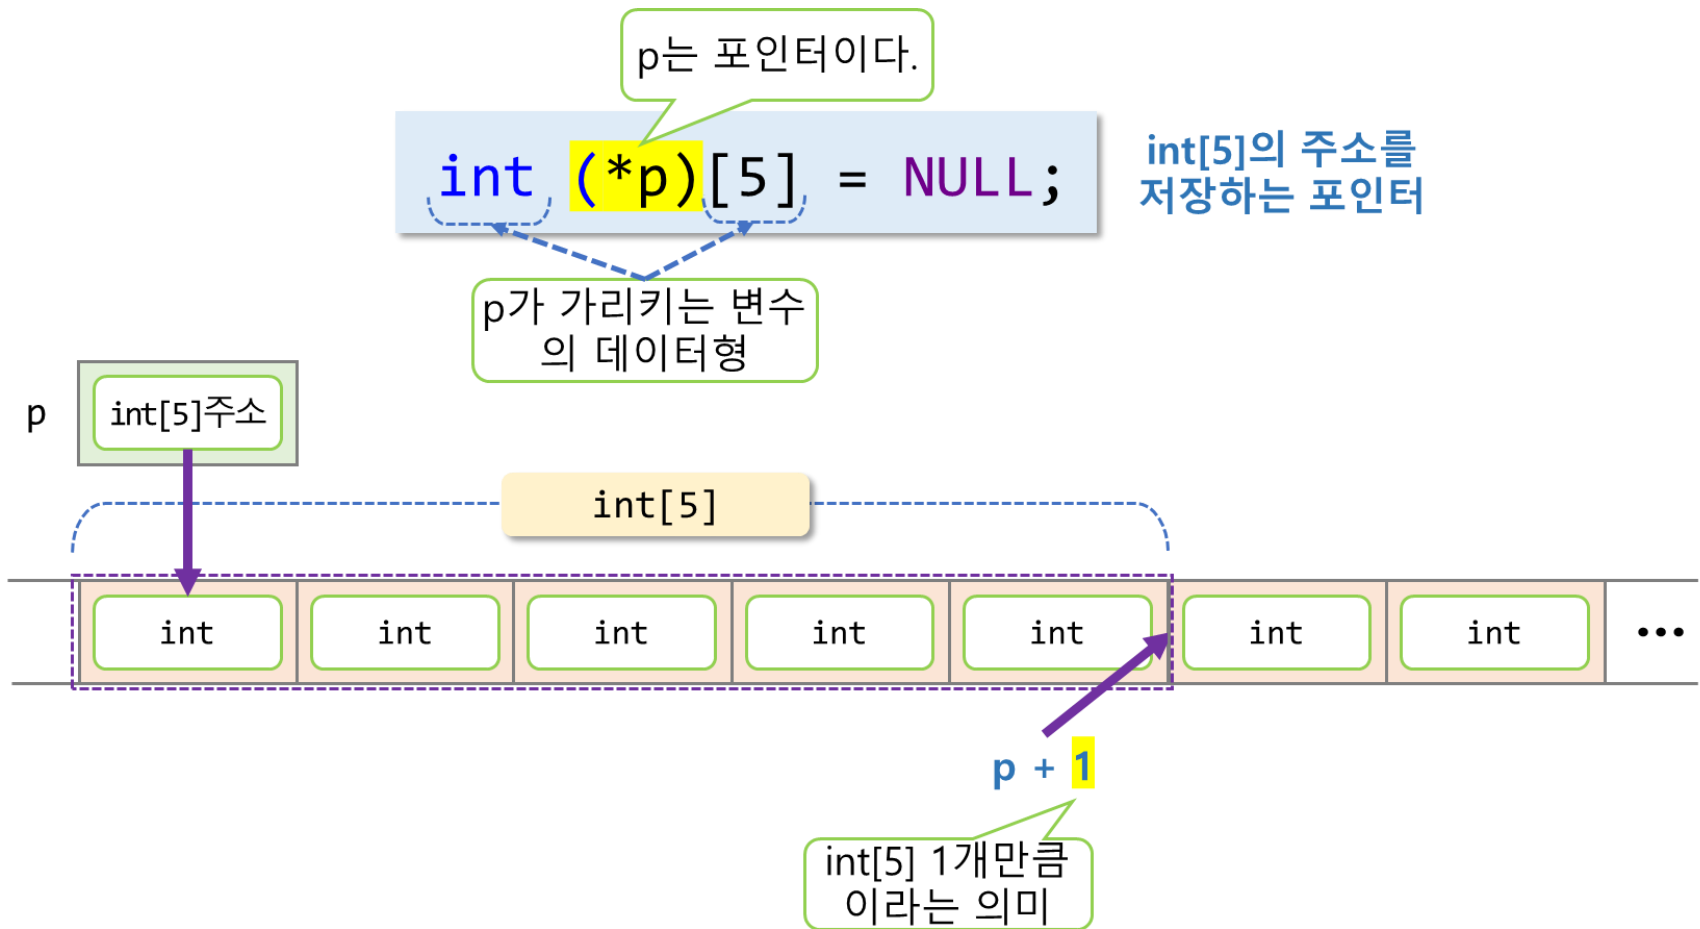 p는 포인터이다.
int (*p)[5] = NULL;
int[5]의 주소를
저장하는 포인터
p가 가리키는 변수
의 데이터형
p
int[5]주소
int[5]
int int int int int int int •••
p + 1
int[5] 1개만큼
이라는 의미